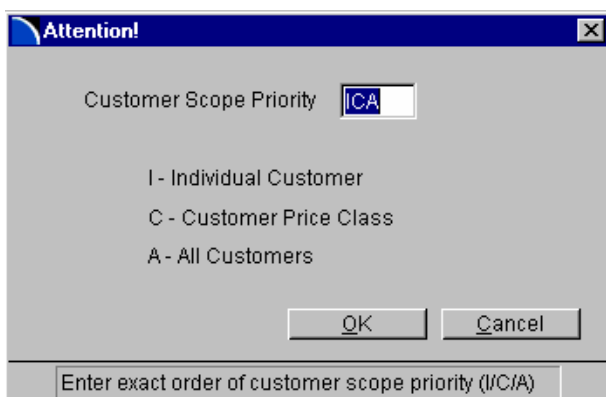 Attention!
Customer Scope Priority ICA
I - Individual Customer
C - Customer Price Class
A - All Customers
OK Cancel
Enter exact order of customer scope priority (I/C/A)